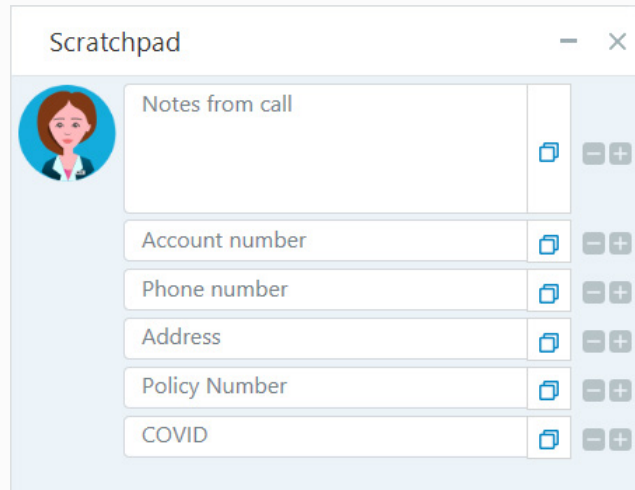 Scratchpad
Notes from call
Account number
Phone number
Address
Policy Number
COVID